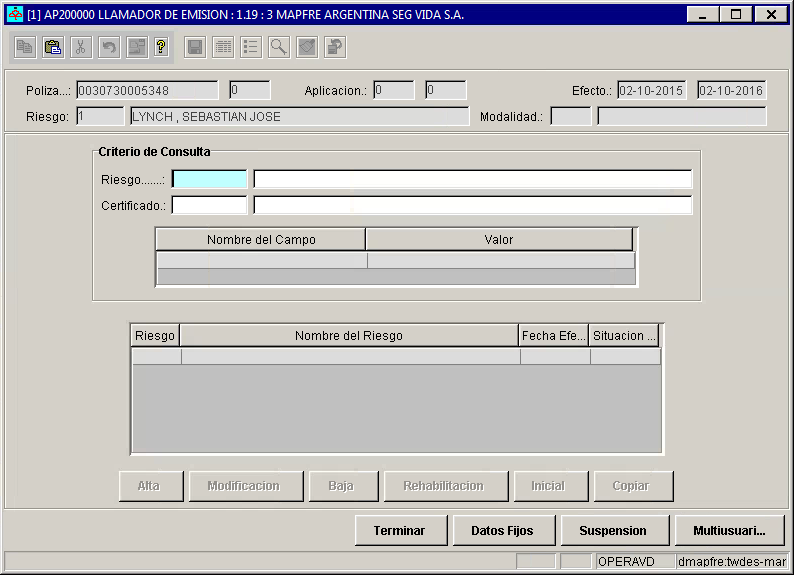 [1] AP200000 LLAMADOR DE EMISION : 1.19 : 3 MAPFRE ARGENTINA SEG VIDA S.A.
Poliza...: 0030730005348 0 Aplicacion.: 0 0 Efecto.: 02-10-2015 02-10-2016
Riesgo: 1 LYNCH , SEBASTIAN JOSE Modalidad.:
Criterio de Consulta
Riesgo.......:
Certificado.:
Nombre del Campo Valor
Riesgo Nombre del Riesgo Fecha Efe... Situacion ...
Alta Modificacion Baja Rehabilitacion Inicial Copiar
Terminar Datos Fijos Suspension Multiusuari...
OPERAVD dmapfre:twdes-mar